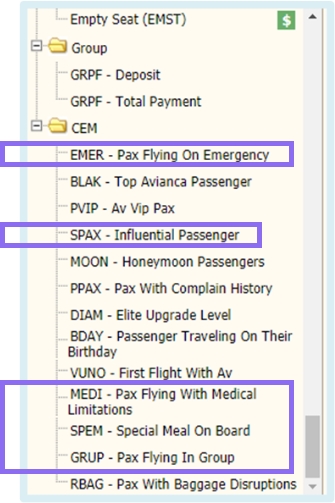 Empty Seat (EMST) $
Group
GRPF - Deposit
GRPF - Total Payment
CEM
EMER - Pax Flying On Emergency
BLAK - Top Avianca Passenger
PVIP - Av Vip Pax
SPAX - Influential Passenger
MOON - Honeymoon Passengers
PPAX - Pax With Complain History
DIAM - Elite Upgrade Level
BDAY - Passenger Traveling On Their
Birthday
VUNO - First Flight With Av
MEDI - Pax Flying With Medical
Limitations
SPEM - Special Meal On Board
GRUP - Pax Flying In Group
RBAG - Pax With Baggage Disruptions